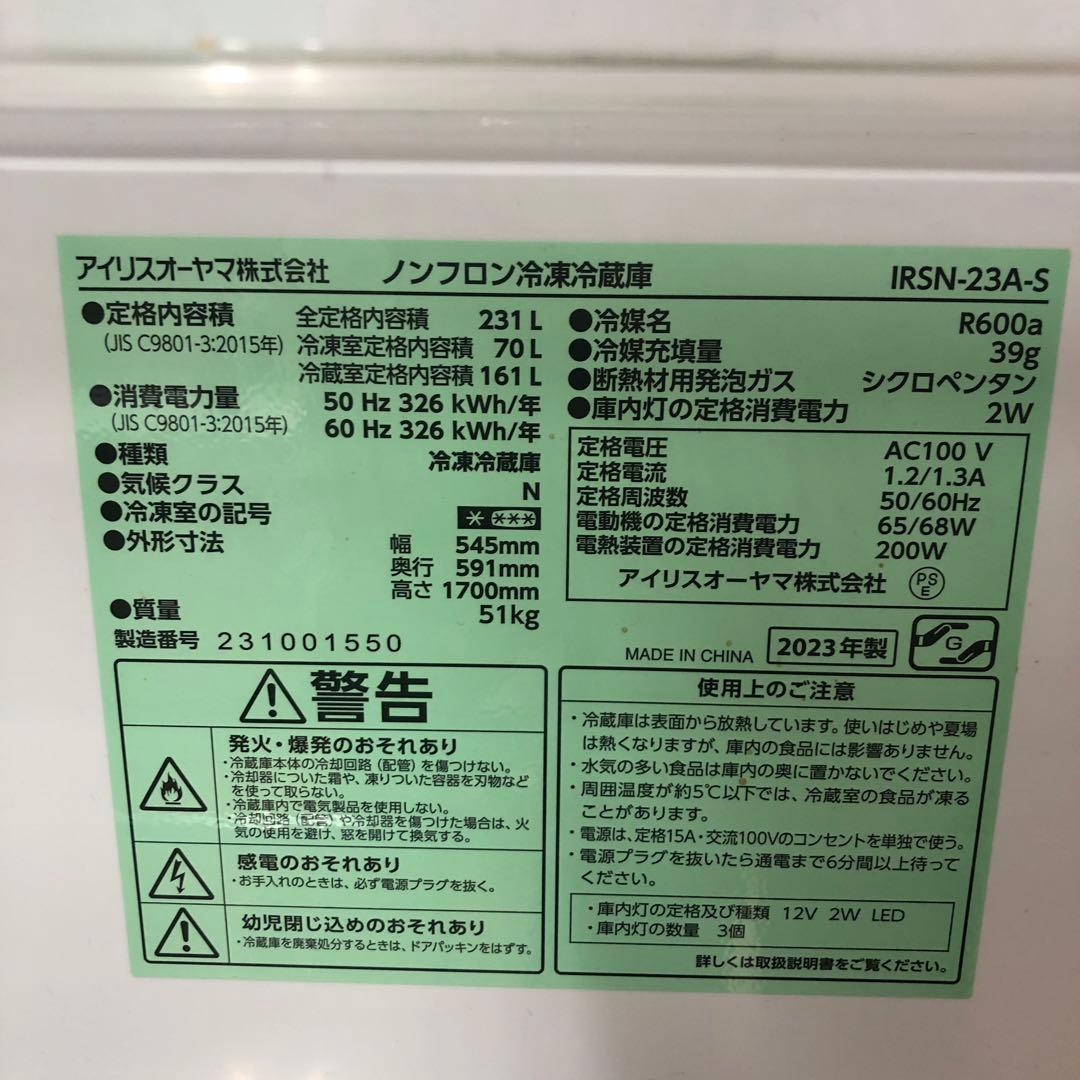 アイリスオーヤマ株式会社 ノンフロン冷凍冷蔵庫 IRSN-23A-S
●定格内容積 全定格内容積 231 L
(JIS C9801-3:2015年) 冷凍室定格内容積 70 L
冷蔵室定格内容積 161 L
●消費電力量 50 Hz 326 kWh/年
(JIS C9801-3:2015年) 60 Hz 326 kWh/年
●種類 冷凍冷蔵庫
●気候クラス N
●冷凍室の記号 * ***
●外形寸法 幅 545mm
奥行 591mm
高さ 1700mm
●質量 51kg
製造番号 231001550
●冷媒名 R600a
●冷媒充填量 39g
●断熱材用発泡ガス シクロペンタン
●庫内灯の定格消費電力 2W
定格電圧 AC100 V
定格電流 1.2/1.3A
定格周波数 50/60Hz
電動機の定格消費電力 65/68W
電熱装置の定格消費電力 200W
アイリスオーヤマ株式会社 PS E
MADE IN CHINA 2023年製 G
警告
発火・爆発のおそれあり
・冷蔵庫本体の冷却回路（配管）を傷つけない。
・冷却器についた霜や、凍りついた容器を刃物など
を使って取らない。
・冷蔵庫内で電気製品を使用しない。
・冷却回路（配管）や冷却器を傷つけた場合は、火
気の使用を避け、窓を開けて換気する。
感電のおそれあり
・お手入れのときは、必ず電源プラグを抜く。
幼児閉じ込めのおそれあり
・冷蔵庫を廃棄処分するときは、ドアパッキンをはずす。
使用上のご注意
・冷蔵庫は表面から放熱しています。使いはじめや夏場
は熱くなりますが、庫内の食品には影響ありません。
・水気の多い食品は庫内の奥に置かないでください。
・周囲温度が約5℃以下では、冷蔵室の食品が凍る
ことがあります。
・電源は、定格15A・交流100Vのコンセントを単独で使う。
・電源プラグを抜いたら通電まで6分間以上待って
ください。
・庫内灯の定格及び種類 12V 2W LED
・庫内灯の数量 3個
詳しくは取扱説明書をご覧ください。